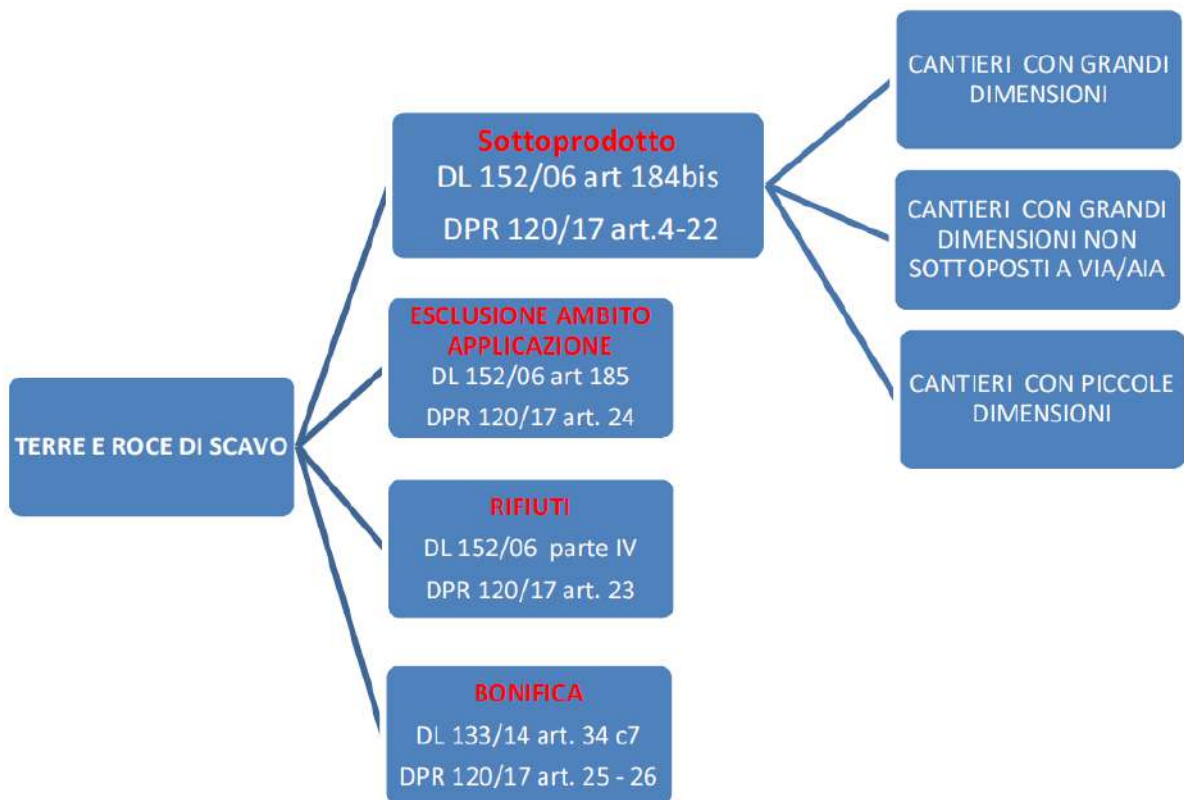 TERRE E ROCE DI SCAVO
Sottoprodotto
DL 152/06 art 184bis
DPR 120/17 art.4-22
ESCLUSIONE AMBITO
APPLICAZIONE
DL 152/06 art 185
DPR 120/17 art. 24
RIFIUTI
DL 152/06 parte IV
DPR 120/17 art. 23
BONIFICA
DL 133/14 art. 34 c7
DPR 120/17 art. 25 - 26
CANTIERI CON GRANDI
DIMENSIONI
CANTIERI CON GRANDI
DIMENSIONI NON
SOTTOPOSTI A VIA/AIA
CANTIERI CON PICCOLE
DIMENSIONI